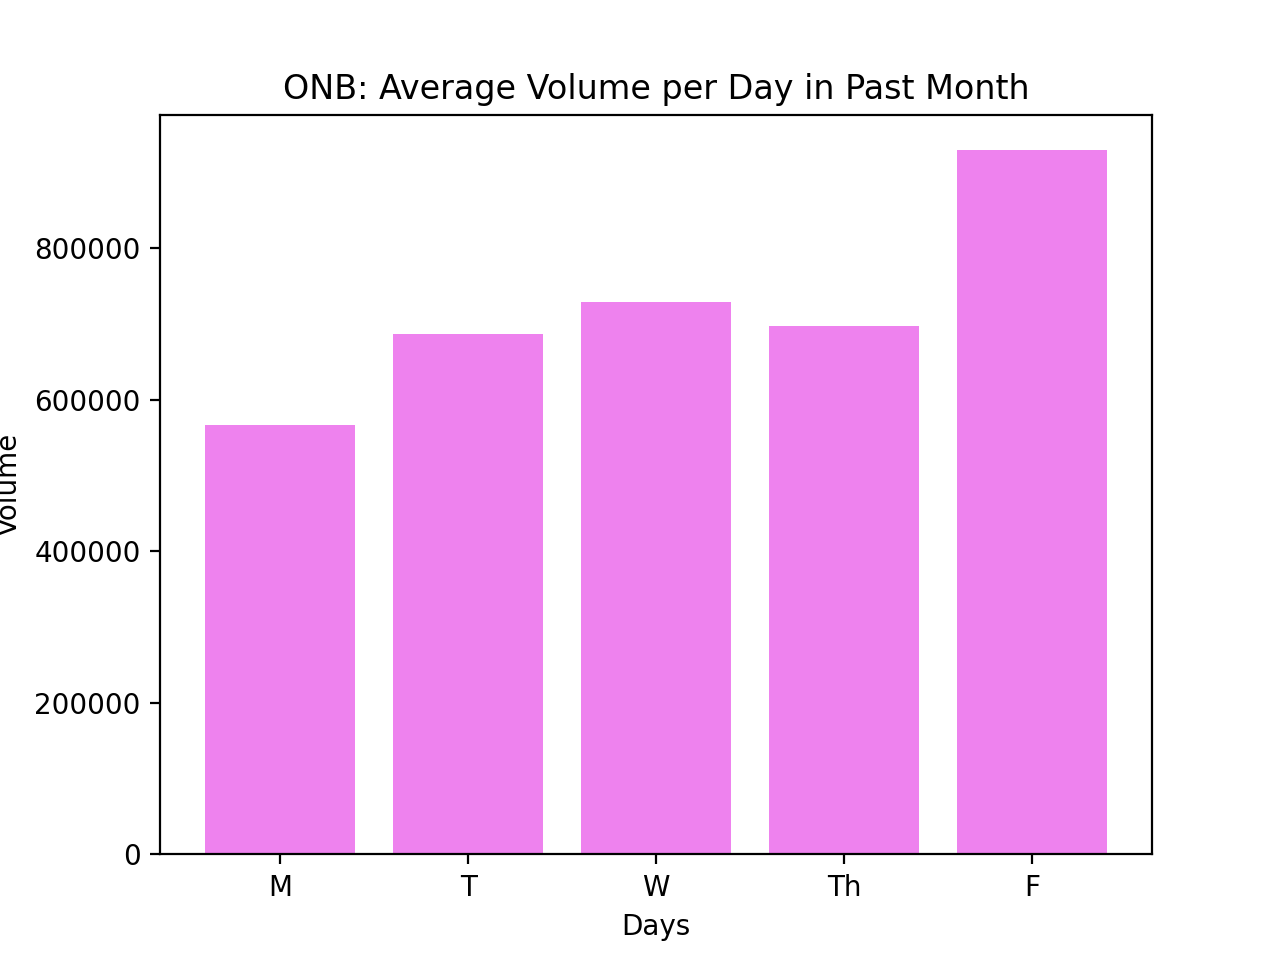 ONB: Average Volume per Day in Past Month
800000
600000
400000
200000
0
Volume
M
T
W
Th
F
Days